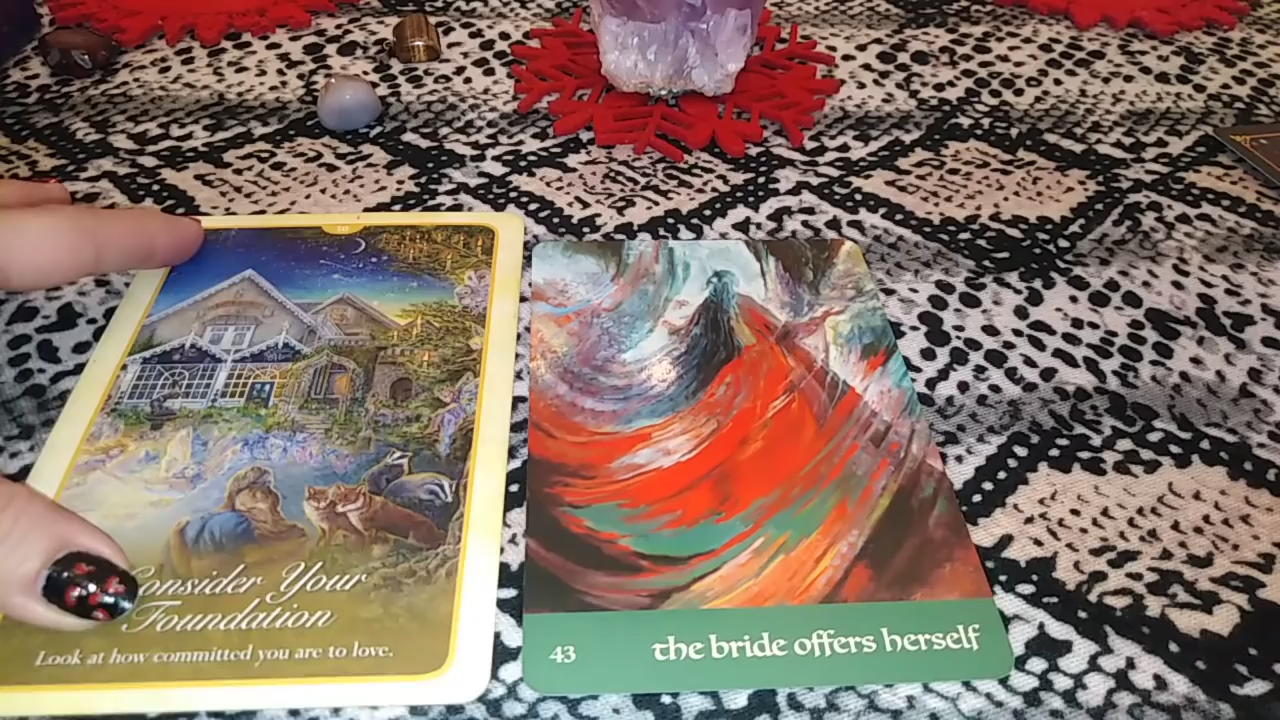 Consider Your
Foundation
Look at how committed you are to love.
43 the bride offers herself